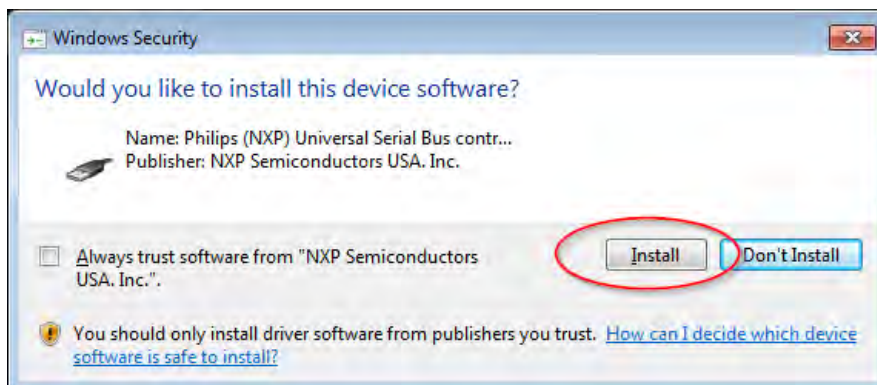 Windows Security
Would you like to install this device software?
Name: Philips (NXP) Universal Serial Bus contr...
Publisher: NXP Semiconductors USA. Inc.
Always trust software from "NXP Semiconductors
USA. Inc.".
Install
Don't Install
You should only install driver software from publishers you trust. How can I decide which device
software is safe to install?